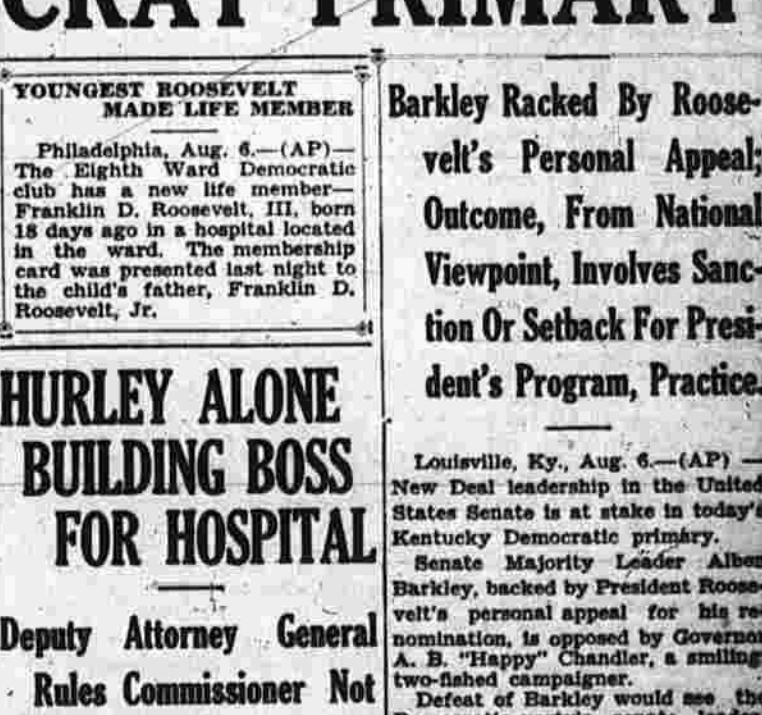 PRIMARY
YOUNGEST ROOSEVELT
MADE LIFE MEMBER
Philadelphia, Aug. 6.—(AP)—
The Eighth Ward Democratic
club has a new life member—
Franklin D. Roosevelt, III, born
18 days ago in a hospital located
in the ward. The membership
card was presented last night to
the child's father, Franklin D.
Roosevelt, Jr.
HURLEY ALONE
BUILDING BOSS
FOR HOSPITAL
Deputy Attorney General
Rules Commissioner Not
Barkley Racked By Roose-
velt's Personal Appeal;
Outcome, From National
Viewpoint, Involves Sanc-
tion Or Setback For Presi-
dent's Program, Practice.
Louisville, Ky., Aug. 6.—(AP) —
New Deal leadership in the United
States Senate is at stake in today's
Kentucky Democratic primary.
Senate Majority Leader Alben
Barkley, backed by President Roose-
velt's personal appeal for his re-
nomination, is opposed by Governor
A. B. "Happy" Chandler, a smiling
two-fished campaigner.
Defeat of Barkley would see the